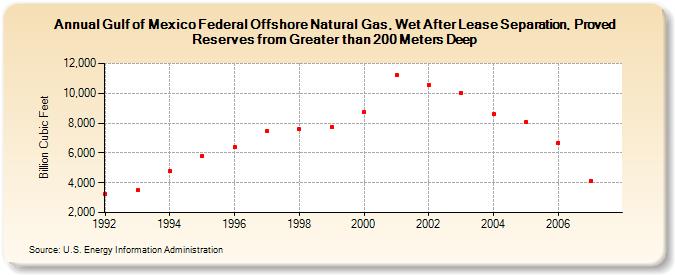 Annual Gulf of Mexico Federal Offshore Natural Gas, Wet After Lease Separation, Proved
Reserves from Greater than 200 Meters Deep
Billion Cubic Feet
12,000
10,000
8,000
6,000
4,000
2,000
1992 1994 1996 1998 2000 2002 2004 2006
Source: U.S. Energy Information Administration